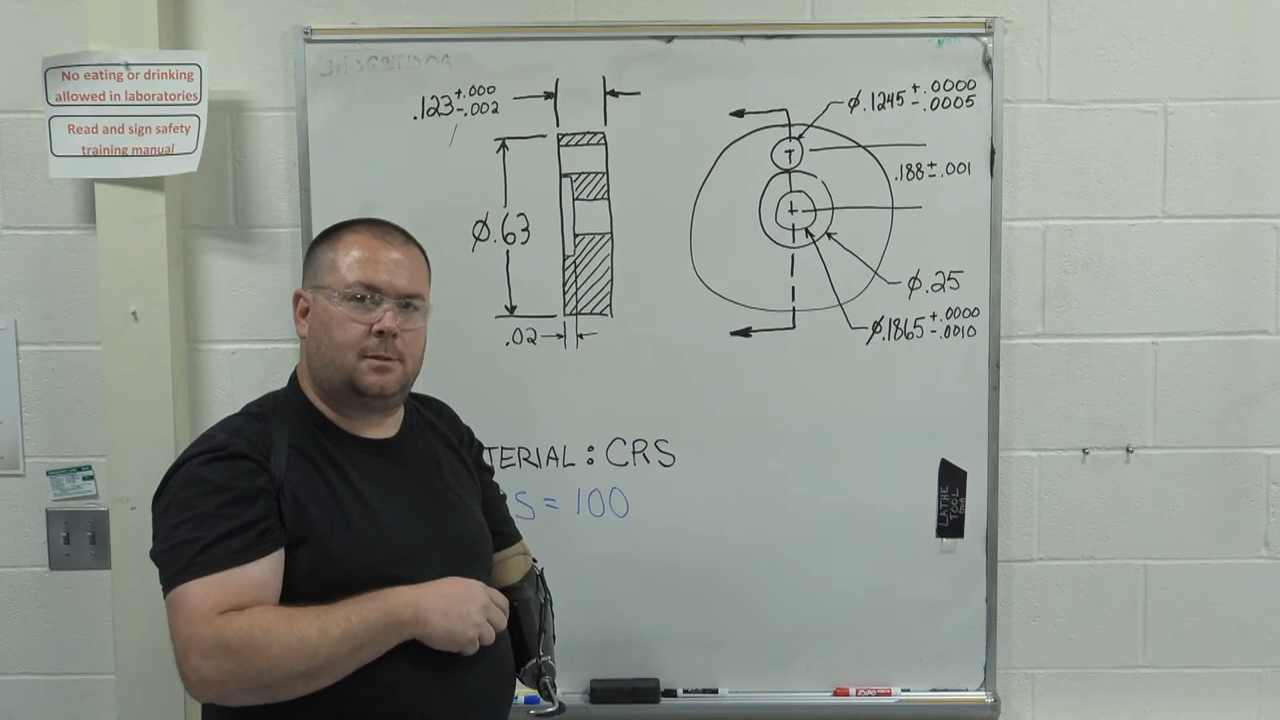 No eating or drinking
allowed in laboratories
Read and sign safety
training manual
.123 +.000
-.002
Ø.63
.02
Ø.1245 +.0000
-.0005
.188±.001
Ø.25
Ø.1865 +.0000
-.0010
TERIAL: CRS
S=100
LATHE
TOOL
EXPO